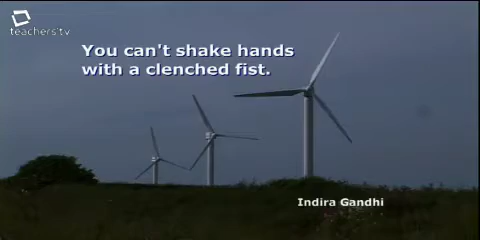 teachers.tv
You can't shake hands
with a clenched fist.
Indira Gandhi